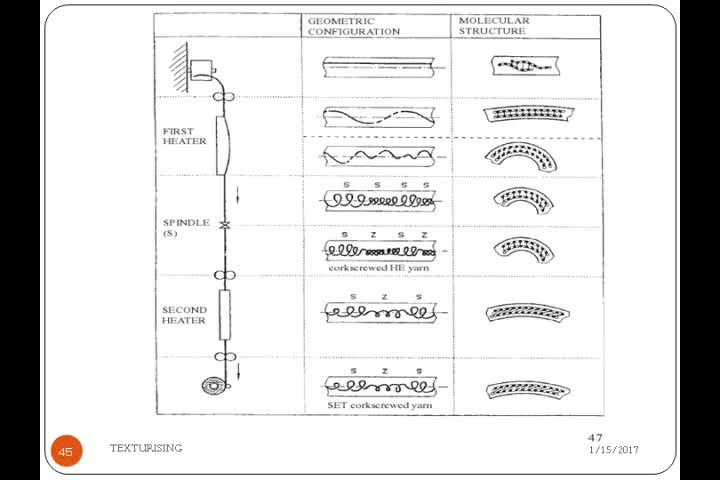 GEOMETRIC
CONFIGURATION
MOLECULAR
STRUCTURE
FIRST
HEATER
S S S S
SPINDLE
(S)
S Z S Z
corkscrewed HE yarn
SECOND
HEATER
S Z S
S Z S
SET corkscrewed yarn
45
TEXTURISING
47
1/15/2017